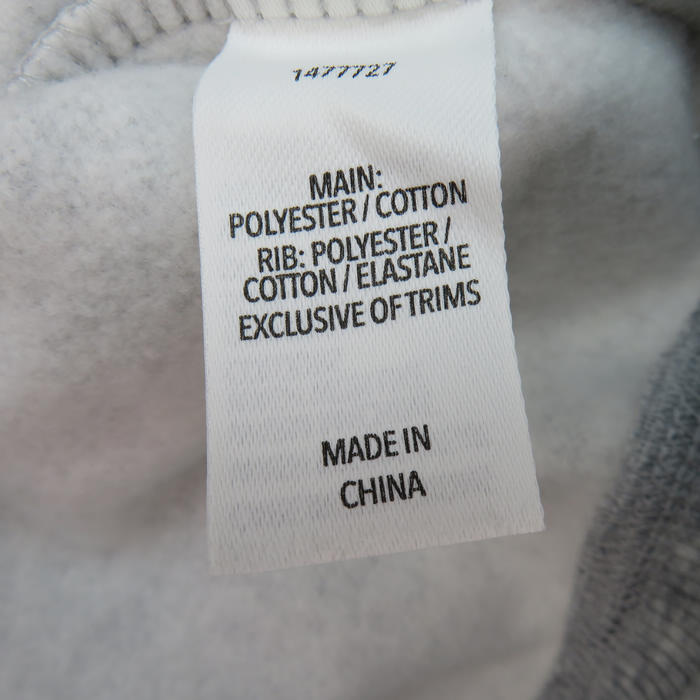 1477727
MAIN:
POLYESTER / COTTON
RIB: POLYESTER /
COTTON / ELASTANE
EXCLUSIVE OF TRIMS
MADE IN
CHINA